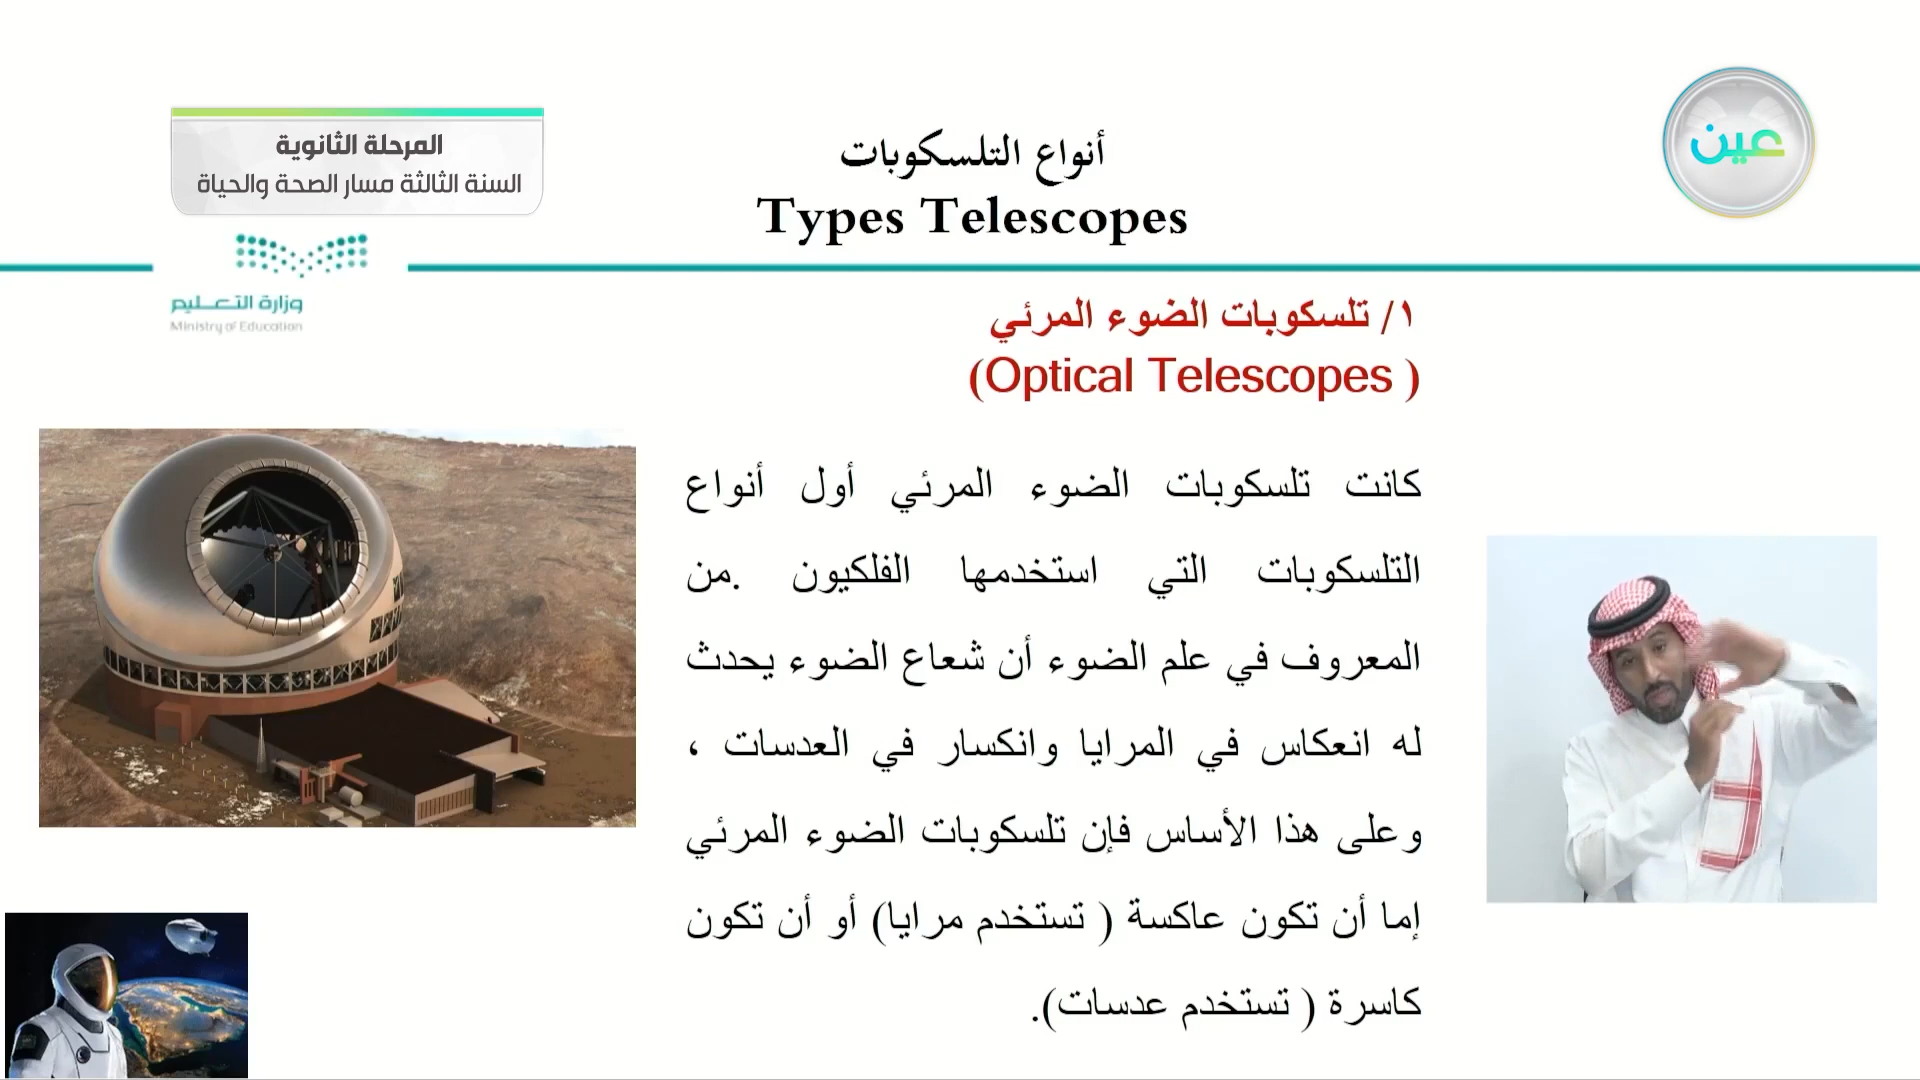 المرحلة الثانوية
السنة الثالثة مسار الصحة والحياة
عين
أنواع التلسكوبات
Types Telescopes
وزارة التعليم
Ministry of Education
١/ تلسكوبات الضوء المرئي
(Optical Telescopes )
كانت تلسكوبات الضوء المرئي أول أنواع
التلسكوبات التي استخدمها الفلكيون .من
المعروف في علم الضوء أن شعاع الضوء يحدث
له انعكاس في المرايا وانكسار في العدسات ،
وعلى هذا الأساس فإن تلسكوبات الضوء المرئي
إما أن تكون عاكسة ( تستخدم مرايا) أو أن تكون
كاسرة ( تستخدم عدسات).